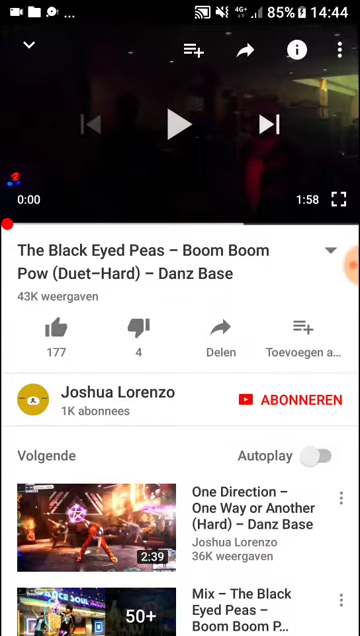 4G+ 85% 14:44
0:00 1:58
The Black Eyed Peas – Boom Boom
Pow (Duet–Hard) – Danz Base
43K weergaven
177 4 Delen Toevoegen a...
Joshua Lorenzo
1K abonnees
ABONNEREN
Volgende Autoplay
2:39
One Direction –
One Way or Another
(Hard) – Danz Base
Joshua Lorenzo
36K weergaven
50+
Mix – The Black
Eyed Peas –
Boom Boom P...